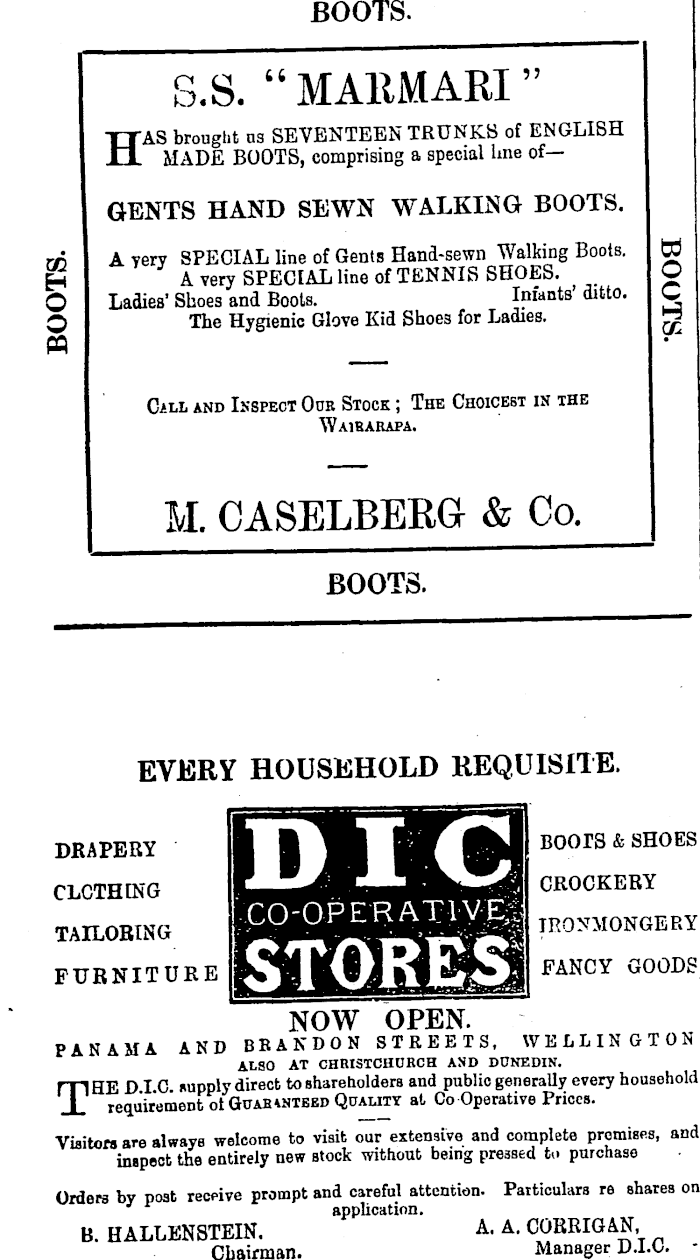 BOOTS.
S.S. “MARMARI”
HAS brought us SEVENTEEN TRUNKS of ENGLISH
MADE BOOTS, comprising a special line of—
GENTS HAND SEWN WALKING BOOTS.
A very SPECIAL line of Gents Hand-sewn Walking Boots.
A very SPECIAL line of TENNIS SHOES.
Ladies' Shoes and Boots. Infants' ditto.
The Hygienic Glove Kid Shoes for Ladies.
CALL AND INSPECT OUR STOCK; THE CHOICEST IN THE
WAIRARAPA.
M. CASELBERG & Co.
BOOTS.
BOOTS.
BOOTS.
EVERY HOUSEHOLD REQUISITE.
DRAPERY
CLOTHING
TAILORING
FURNITURE
DIC
CO-OPERATIVE
STORES
BOOTS & SHOES
CROCKERY
IRONMONGERY
FANCY GOODS
NOW OPEN.
PANAMA AND BRANDON STREETS, WELLINGTON
ALSO AT CHRISTCHURCH AND DUNEDIN.
THE D.I.C. supply direct to shareholders and public generally every household
requirement of GUARANTEED QUALITY at Co-Operative Prices.
Visitors are always welcome to visit our extensive and complete premises, and
inspect the entirely new stock without being pressed to purchase
Orders by post receive prompt and careful attention. Particulars re shares on
application.
B. HALLENSTEIN.
Chairman.
A. A. CORRIGAN,
Manager D.I.C.